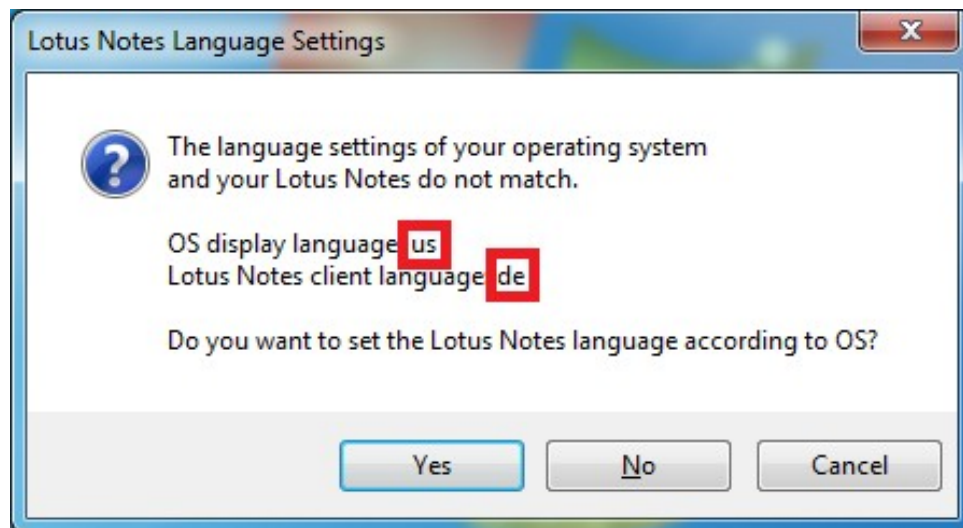 Lotus Notes Language Settings
The language settings of your operating system
and your Lotus Notes do not match.
OS display language us
Lotus Notes client language: de
Do you want to set the Lotus Notes language according to OS?
Yes
No
Cancel